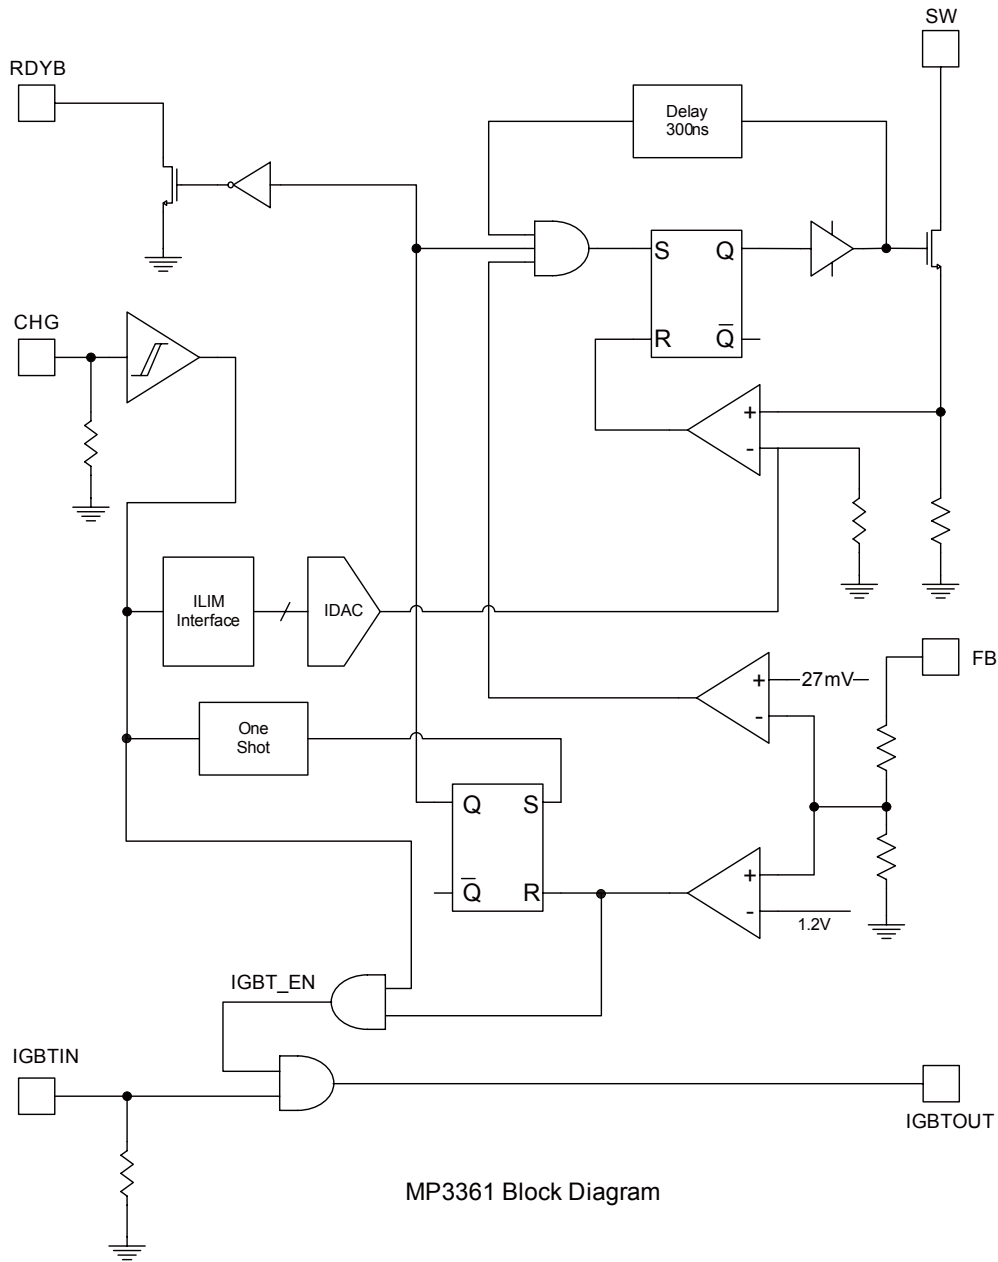 SW
RDYB
Delay
300ns
S
Q
CHG
R
Q̅
+
-
ILIM
Interface
IDAC
FB
+
27mV
-
One
Shot
Q
S
+
Q̅
R
-
1.2V
IGBT_EN
IGBTIN
IGBTOUT
MP3361 Block Diagram